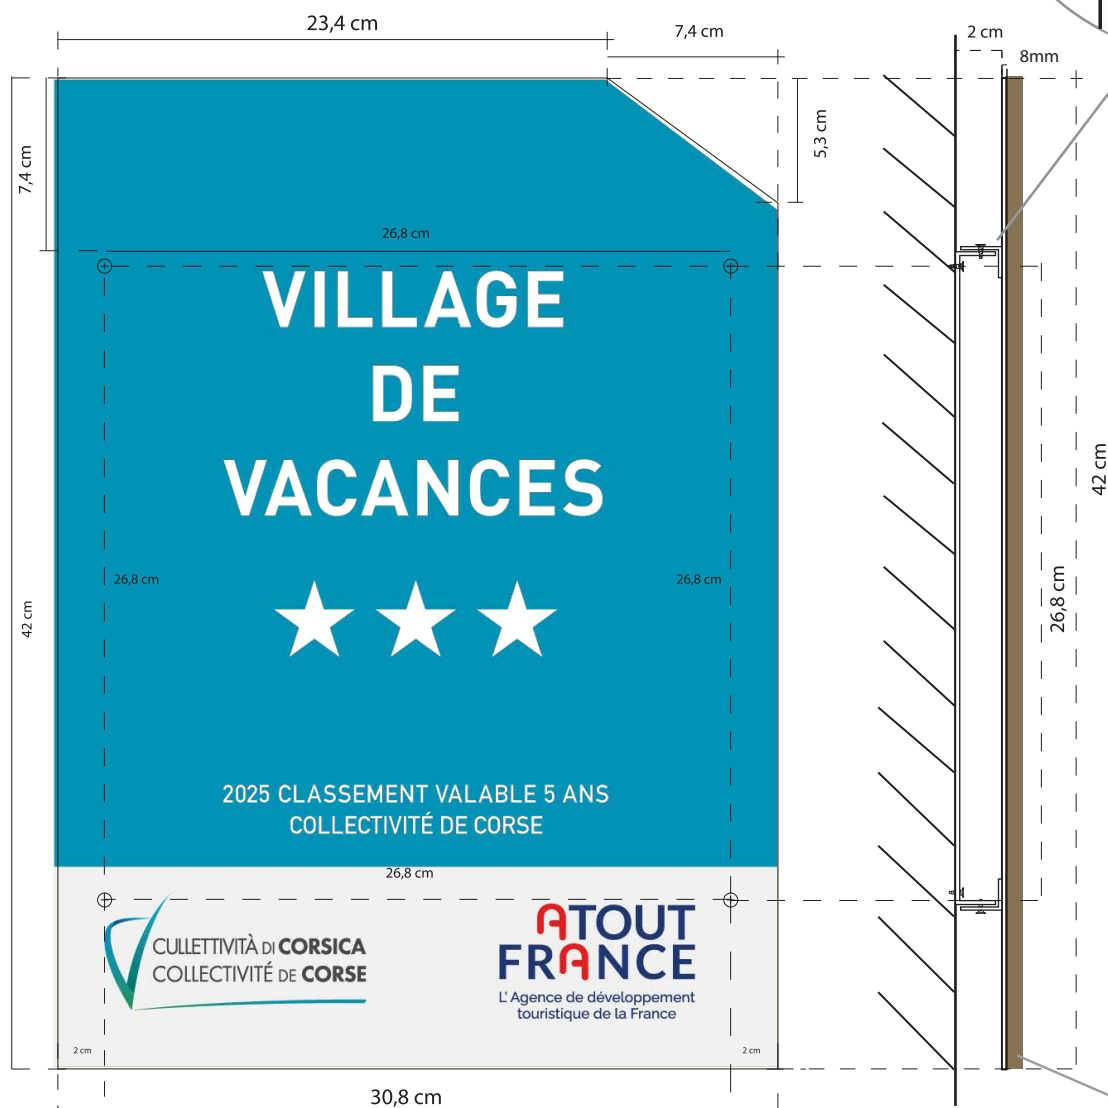 23,4 cm
7,4 cm
2 cm
8mm
5,3 cm
7,4 cm
26,8 cm
VILLAGE
DE
VACANCES
42 cm
26,8 cm
26,8 cm
26,8 cm
42 cm
2025 CLASSEMENT VALABLE 5 ANS
COLLECTIVITÉ DE CORSE
26,8 cm
CULLETTIVITÀ DI CORSICA
COLLECTIVITÉ DE CORSE
ATOUT
FRANCE
L'Agence de développement
touristique de la France
2 cm
2 cm
30,8 cm